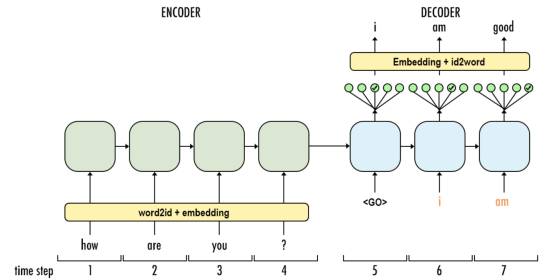 ENCODER
DECODER
i am good
Embedding + id2word
<GO> i am
word2id + embedding
how are you ?
time step 1 2 3 4 5 6 7